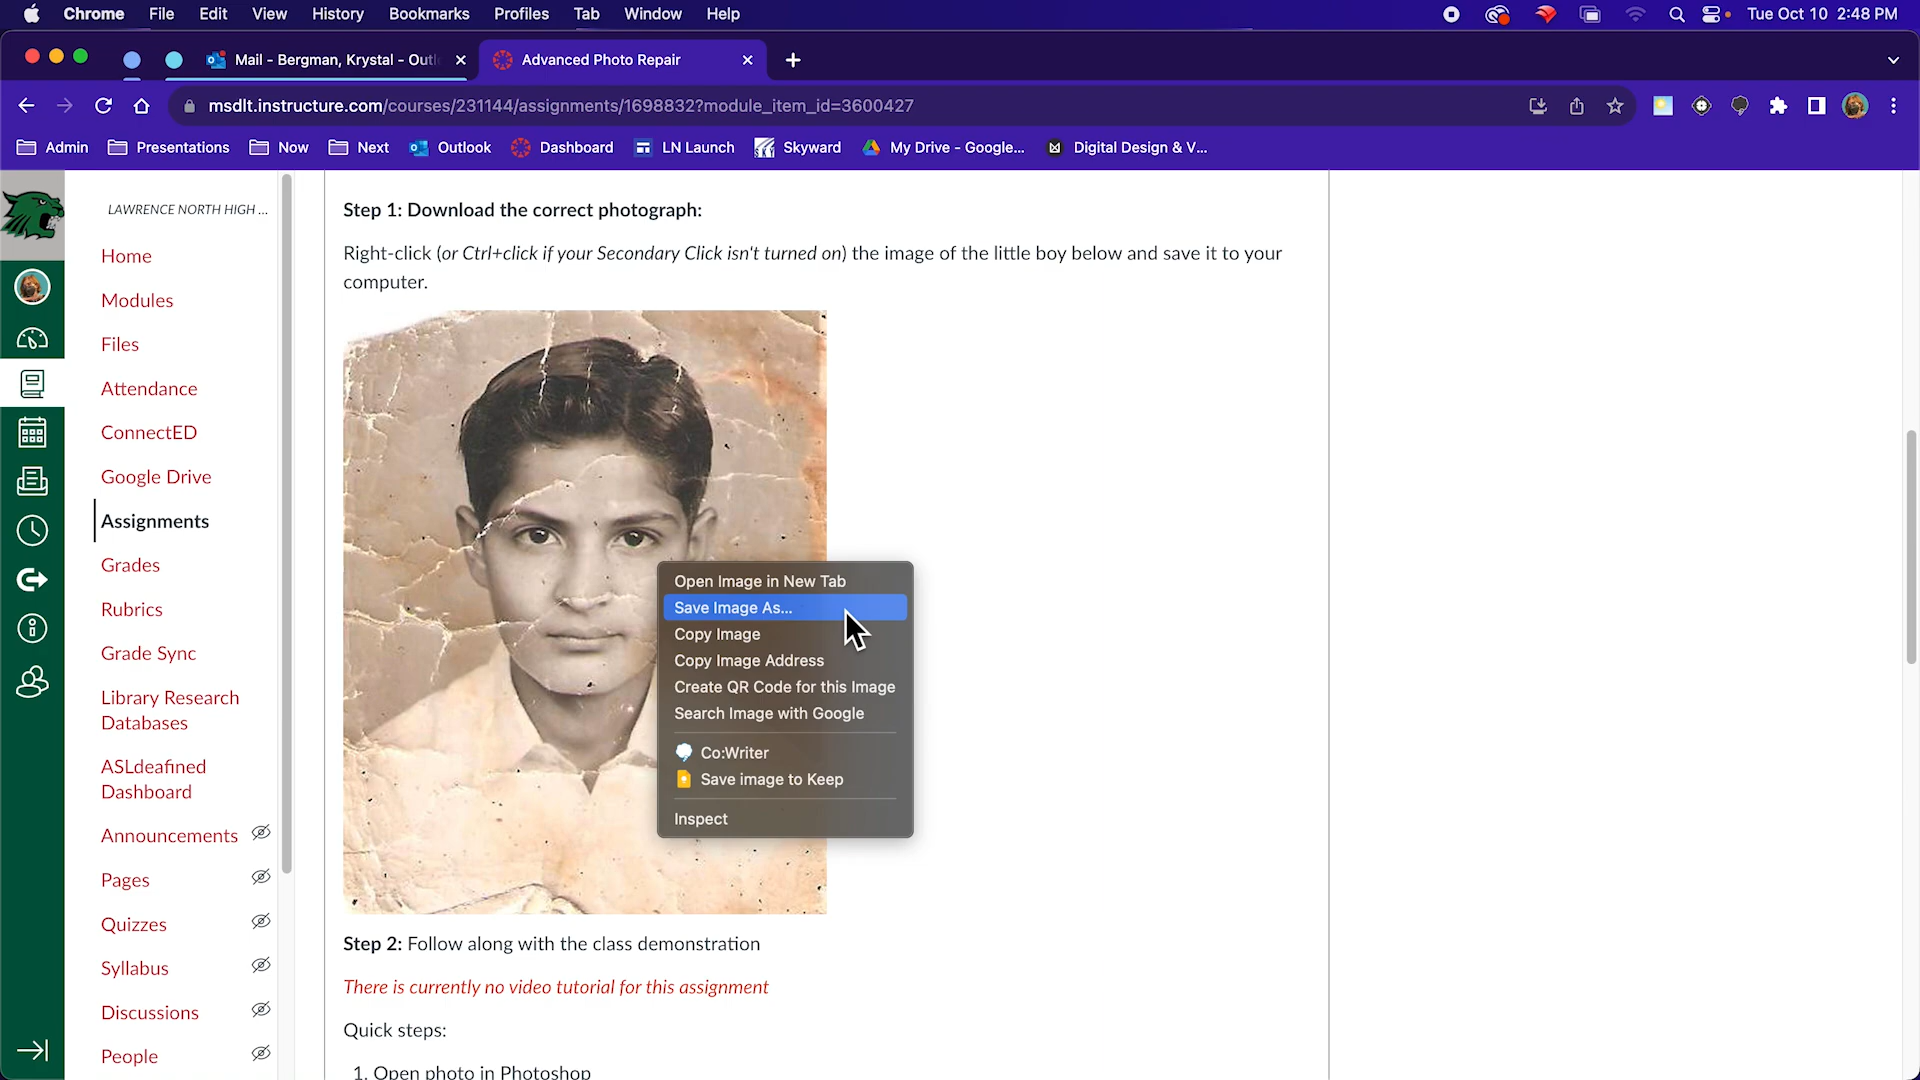 Chrome File Edit View History Bookmarks Profiles Tab Window Help Tue Oct 10 2:48 PM
Mail - Bergman, Krystal - Outl Advanced Photo Repair
msdlt.instructure.com/courses/231144/assignments/1698832?module_item_id=3600427
Admin Presentations Now Next Outlook Dashboard LN Launch Skyward My Drive - Google... Digital Design & V...
LAWRENCE NORTH HIGH ...
Home
Modules
Files
Attendance
ConnectED
Google Drive
Assignments
Grades
Rubrics
Grade Sync
Library Research
Databases
ASLdeafined
Dashboard
Announcements
Pages
Quizzes
Syllabus
Discussions
People
Step 1: Download the correct photograph:
Right-click (or Ctrl+click if your Secondary Click isn't turned on) the image of the little boy below and save it to your
computer.
Open Image in New Tab
Save Image As...
Copy Image
Copy Image Address
Create QR Code for this Image
Search Image with Google
Co:Writer
Save image to Keep
Inspect
Step 2: Follow along with the class demonstration
There is currently no video tutorial for this assignment
Quick steps:
1. Open photo in Photoshop